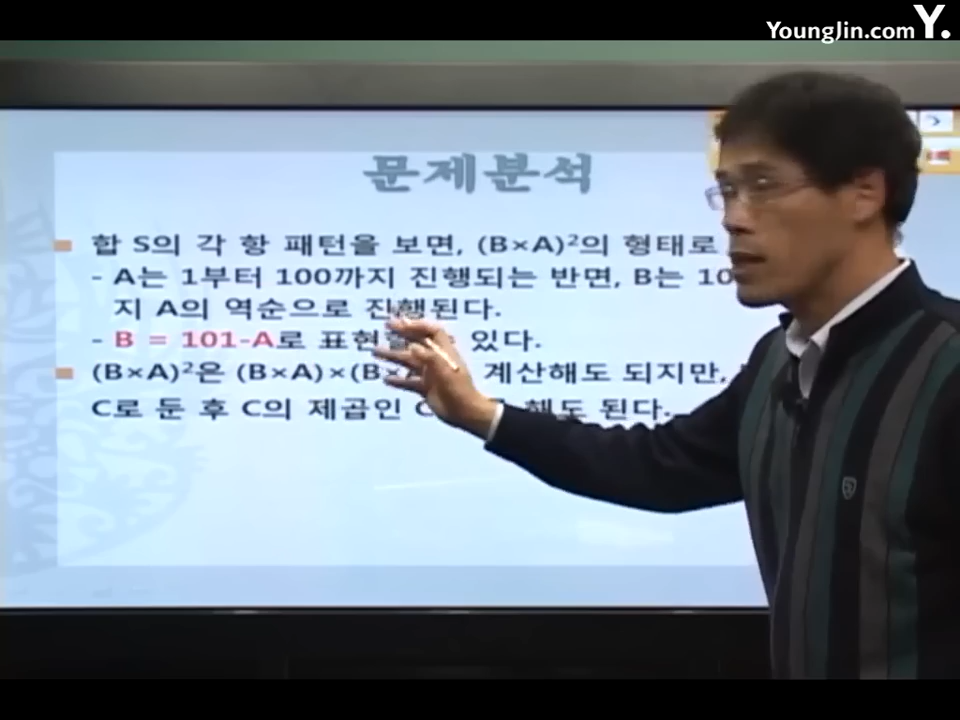 YoungJin.com Y.
문제분석
합 S의 각 항 패턴을 보면, (B×A)²의 형태로
- A는 1부터 100까지 진행되는 반면, B는 10
지 A의 역순으로 진행된다.
- B = 101-A로 표현 있다.
(B×A)²은 (B×A)×(B× 계산해도 되지만,
C로 둔 후 C의 제곱인 해도 된다.